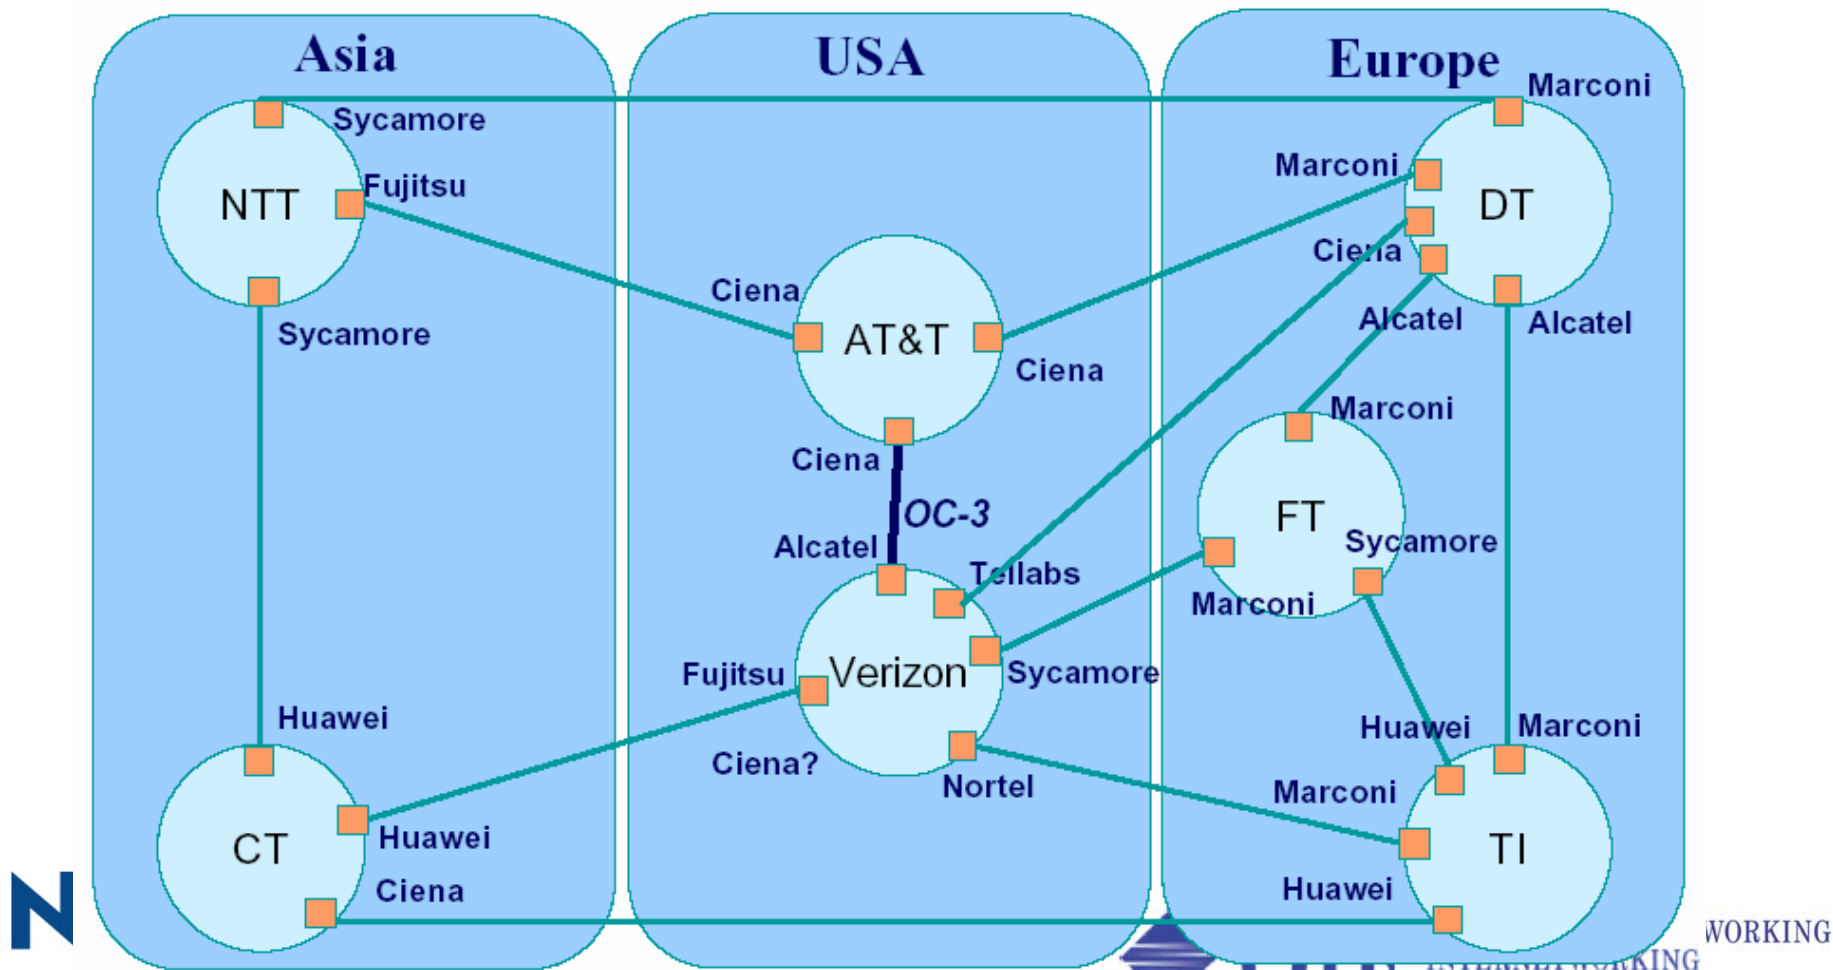 Asia
USA
Europe
Marconi
Sycamore
Marconi
Fujitsu
NTT
DT
Ciena
Ciena
Alcatel
Alcatel
Sycamore
AT&T
Ciena
Marconi
Ciena
OC-3
FT
Sycamore
Alcatel
Tellabs
Marconi
Fujitsu
Verizon
Sycamore
Huawei
Huawei
Marconi
Ciena?
Nortel
Marconi
Huawei
CT
TI
Ciena
Huawei
N
WORKING